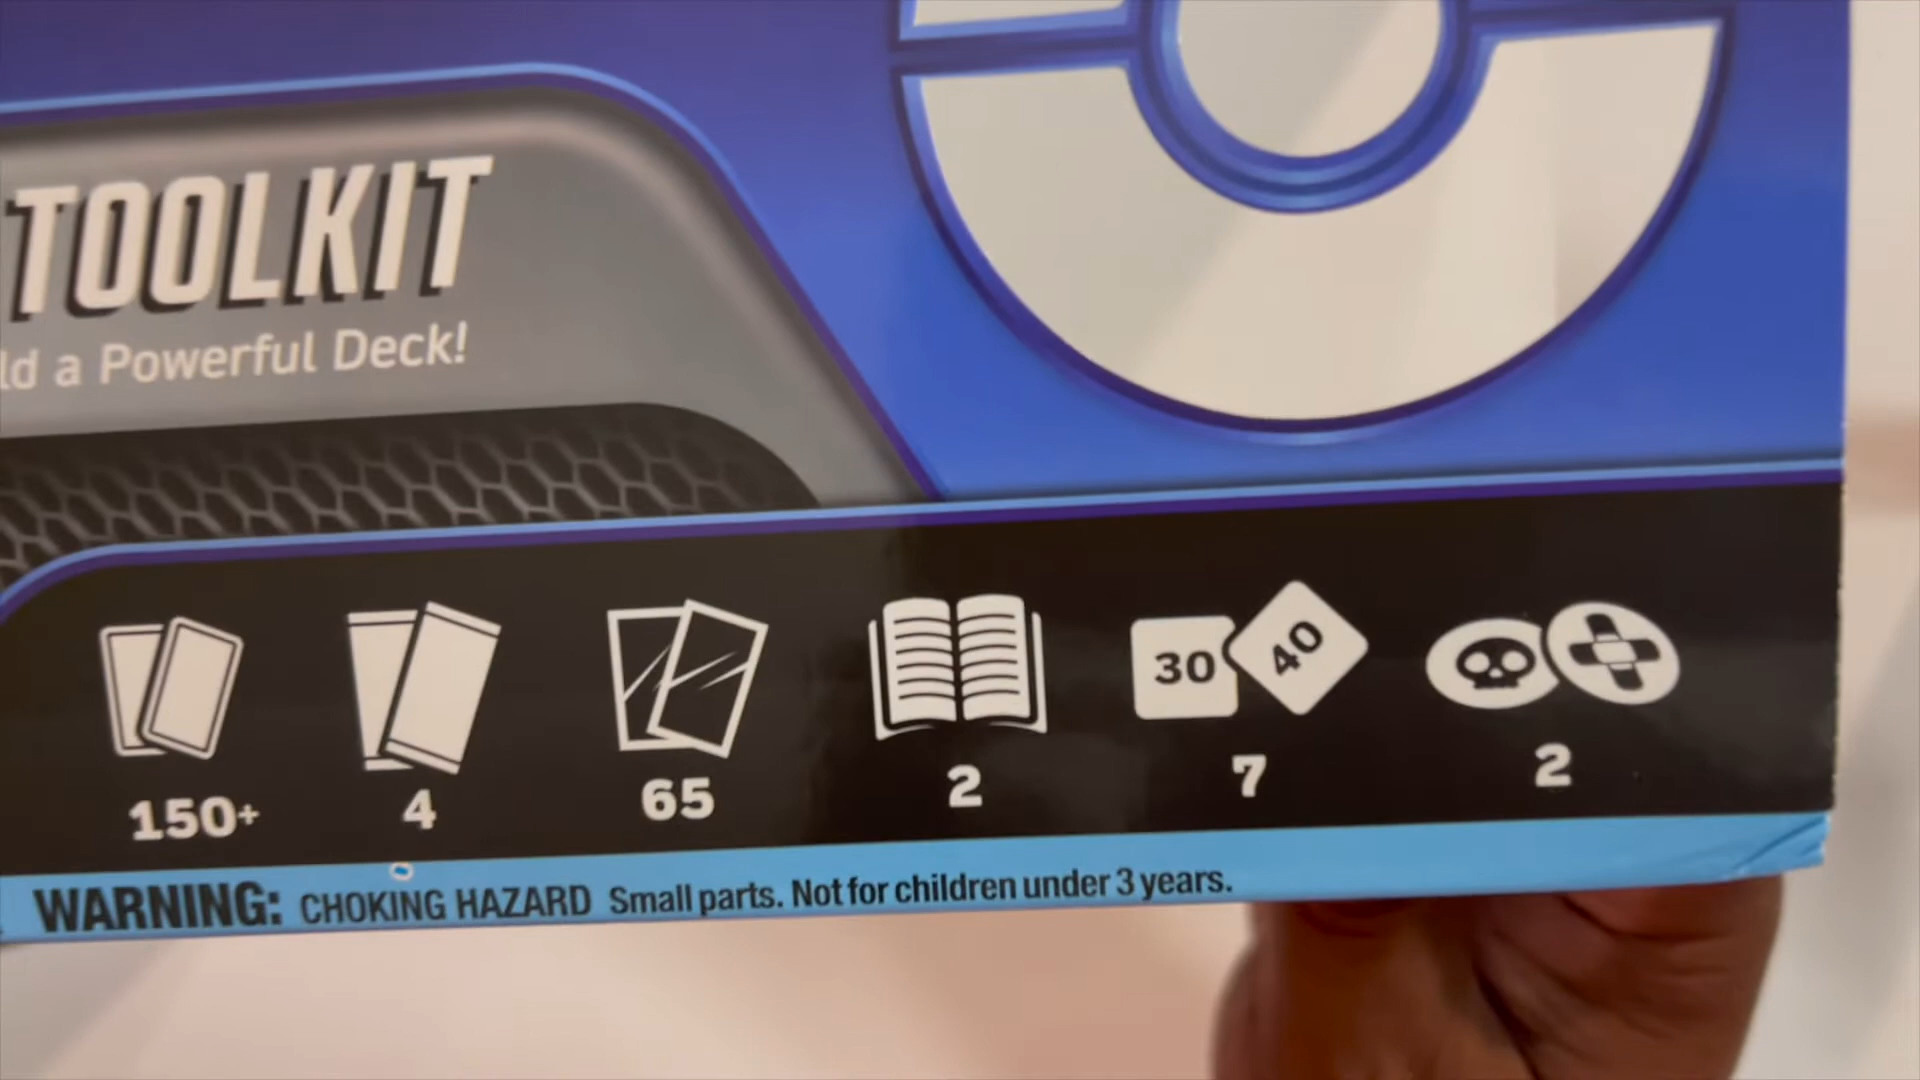 TOOLKIT
ld a Powerful Deck!
30 40
150+ 4 65 2 7 2
WARNING: CHOKING HAZARD Small parts. Not for children under 3 years.